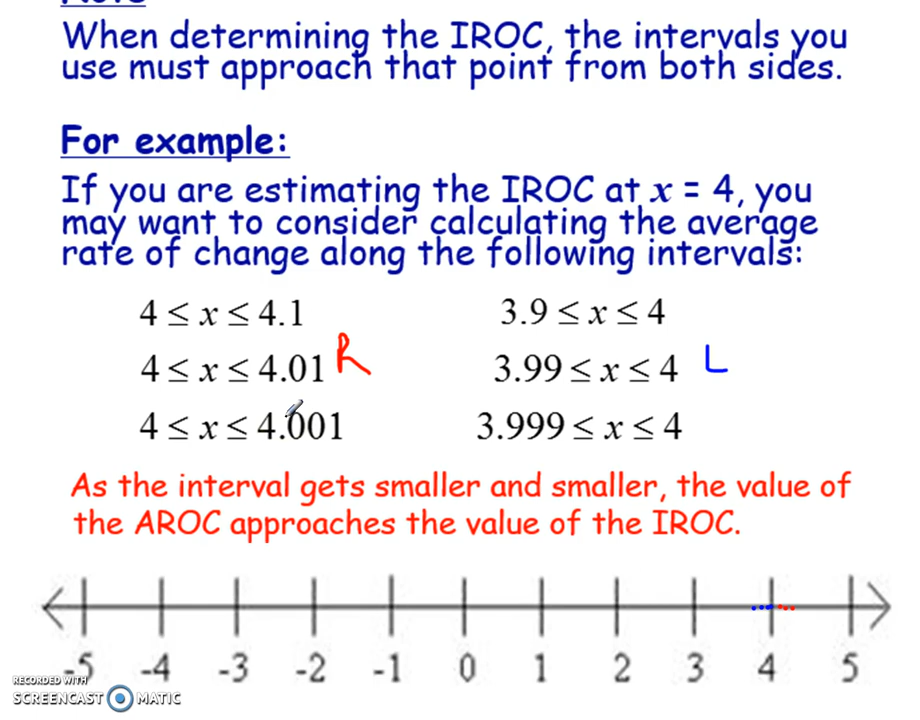 Note
When determining the IROC, the intervals you
use must approach that point from both sides.
For example:
If you are estimating the IROC at x = 4, you
may want to consider calculating the average
rate of change along the following intervals:
4 ≤ x ≤ 4.1 3.9 ≤ x ≤ 4
4 ≤ x ≤ 4.01 R 3.99 ≤ x ≤ 4 L
4 ≤ x ≤ 4.001 3.999 ≤ x ≤ 4
As the interval gets smaller and smaller, the value of
the AROC approaches the value of the IROC.
-5 -4 -3 -2 -1 0 1 2 3 4 5
RECORDED WITH
SCREENCAST MATIC